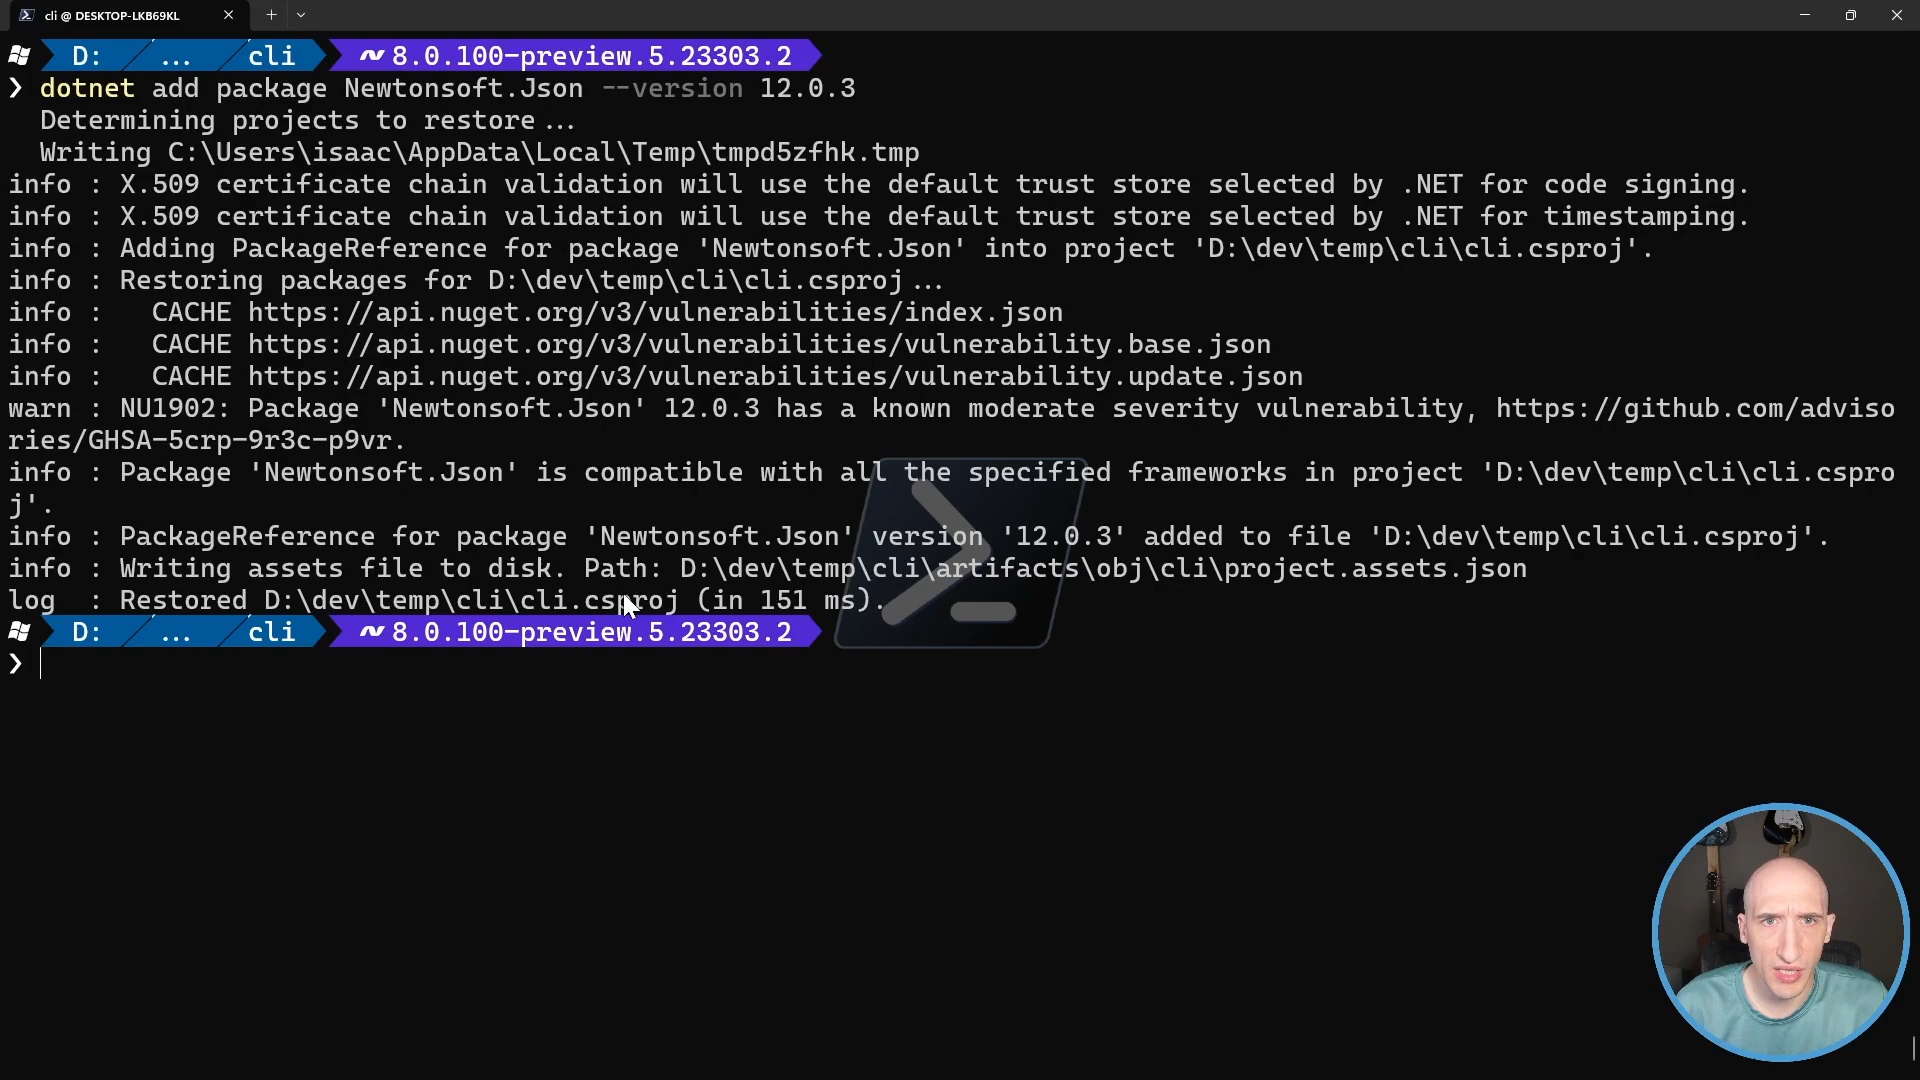 cli @ DESKTOP-LKB69KL
D: ... cli 8.0.100-preview.5.23303.2
❯ dotnet add package Newtonsoft.Json --version 12.0.3
Determining projects to restore...
Writing C:\Users\isaac\AppData\Local\Temp\tmpd5zfhk.tmp
info : X.509 certificate chain validation will use the default trust store selected by .NET for code signing.
info : X.509 certificate chain validation will use the default trust store selected by .NET for timestamping.
info : Adding PackageReference for package 'Newtonsoft.Json' into project 'D:\dev\temp\cli\cli.csproj'.
info : Restoring packages for D:\dev\temp\cli\cli.csproj...
info :   CACHE https://api.nuget.org/v3/vulnerabilities/index.json
info :   CACHE https://api.nuget.org/v3/vulnerabilities/vulnerability.base.json
info :   CACHE https://api.nuget.org/v3/vulnerabilities/vulnerability.update.json
warn : NU1902: Package 'Newtonsoft.Json' 12.0.3 has a known moderate severity vulnerability, https://github.com/adviso
ries/GHSA-5crp-9r3c-p9vr.
info : Package 'Newtonsoft.Json' is compatible with all the specified frameworks in project 'D:\dev\temp\cli\cli.cspro
j'.
info : PackageReference for package 'Newtonsoft.Json' version '12.0.3' added to file 'D:\dev\temp\cli\cli.csproj'.
info : Writing assets file to disk. Path: D:\dev\temp\cli\artifacts\obj\cli\project.assets.json
log  : Restored D:\dev\temp\cli\cli.csproj (in 151 ms).
D: ... cli 8.0.100-preview.5.23303.2
❯